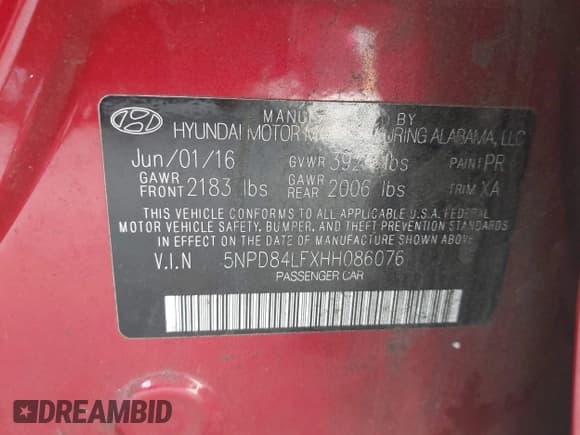 BY
HYUNDAI MOTOR ALABAMA, LLC
Jun/01/16 GVWR lbs PAINT PR
GAWR FRONT 2183 lbs GAWR REAR 2006 lbs TRIM XA
THIS VEHICLE CONFORMS TO ALL APPLICABLE U.S.A. FEDERAL
MOTOR VEHICLE SAFETY, BUMPER, AND THEFT PREVENTION
STANDARDS IN EFFECT ON THE DATE OF MANUFACTURE SHOWN ABOVE.
V.I.N 5NPD84LFXHH086076
PASSENGER CAR
DREAMBID